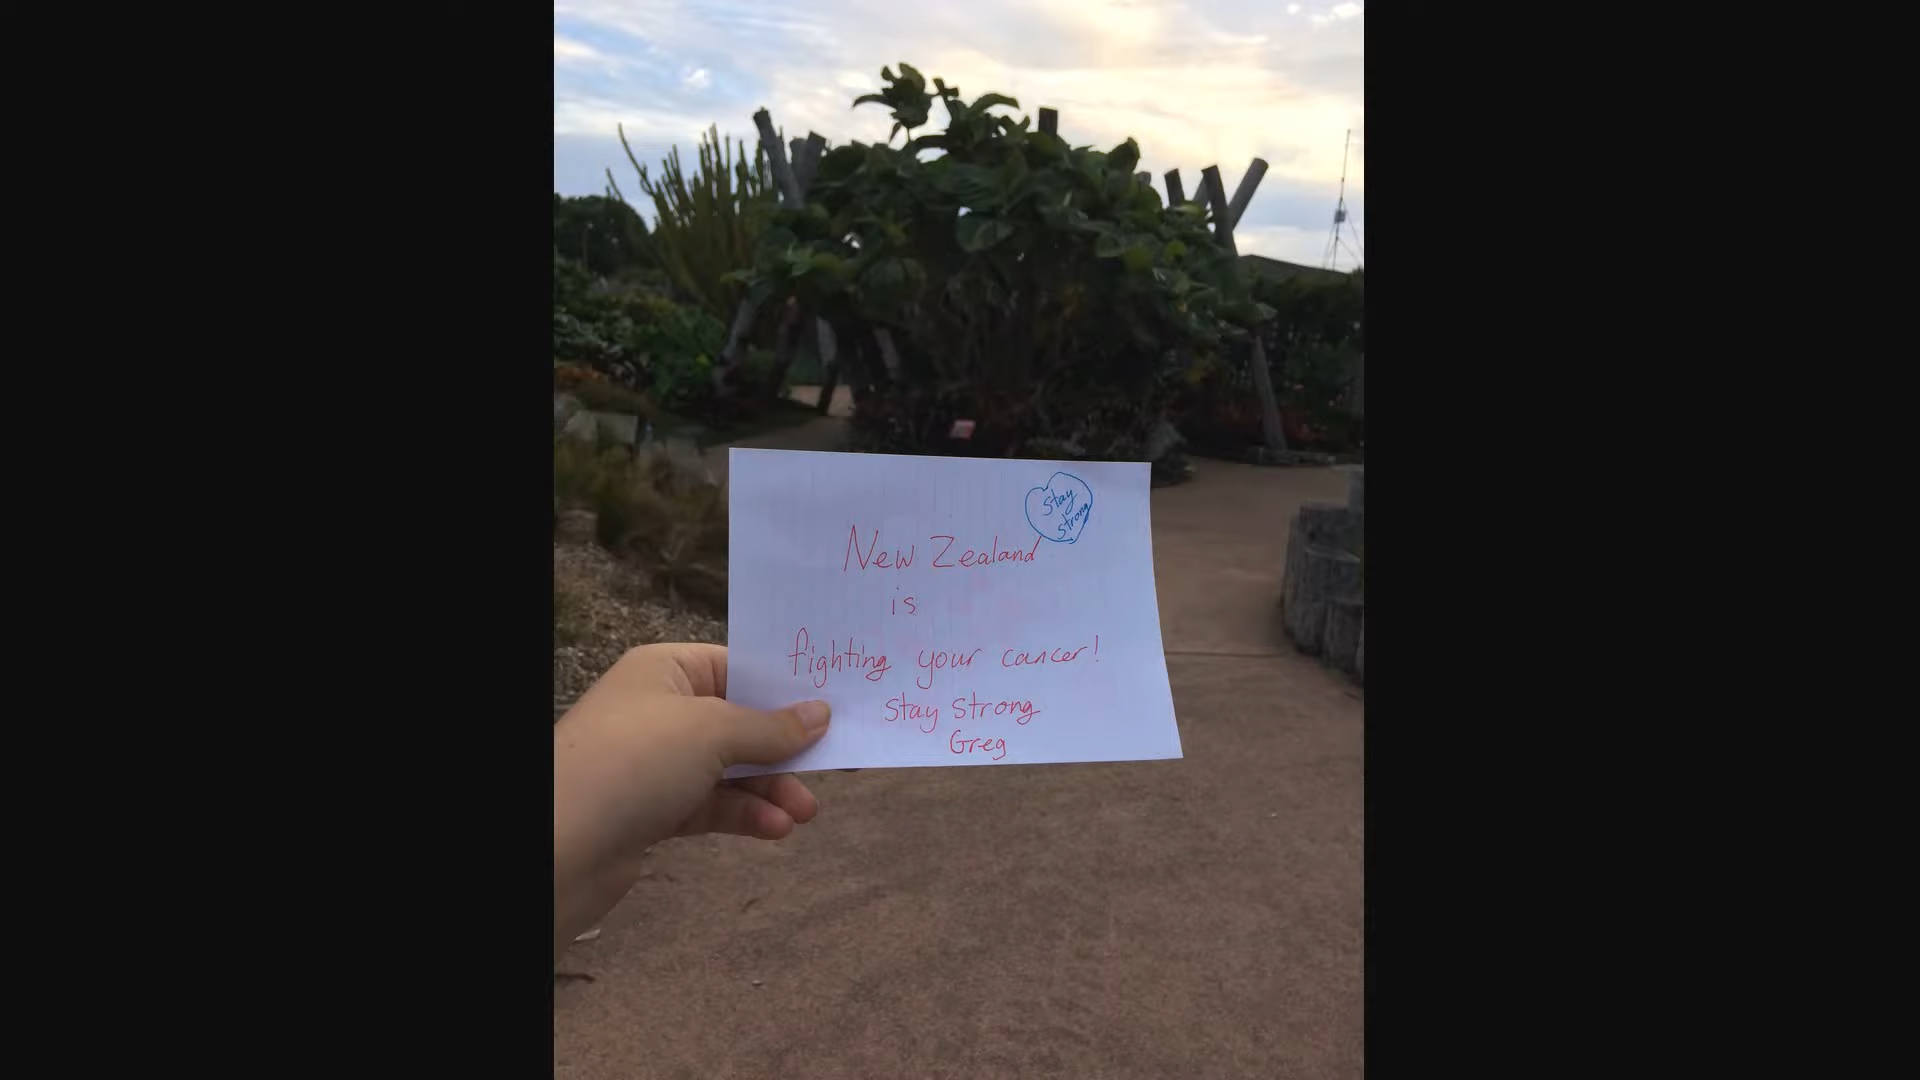 Stay
strong
New Zealand
is
fighting your cancer!
Stay Strong
Greg